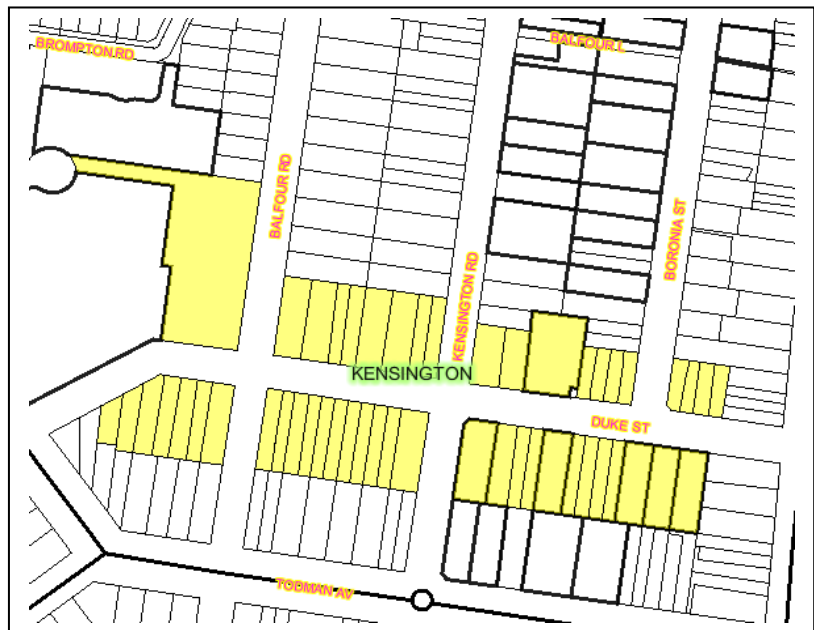 BROMPTON RD
BALFOUR L
BALFOUR RD
BORONIA ST
KENSINGTON RD
KENSINGTON
DUKE ST
TODMAN AV